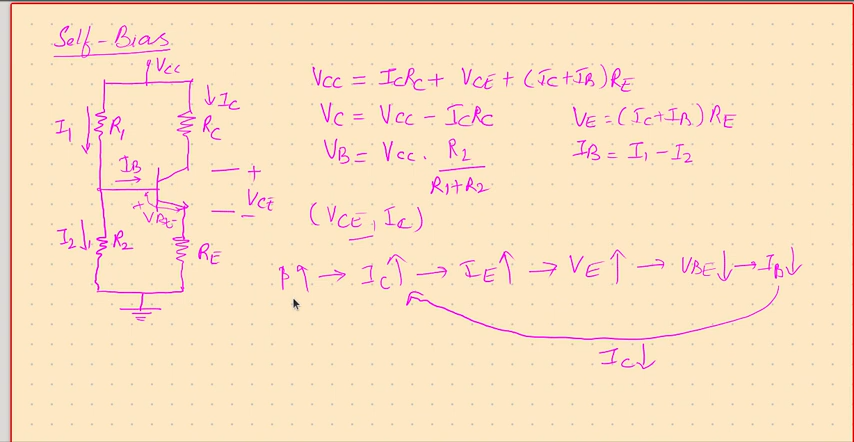 Self-Bias
VCC
I1
R1
IC
RC
IB
+
VBE
-
+
VCE
-
I2
R2
RE
VCC = ICRC + VCE + (IC+IB)RE
VC = VCC - ICRC
VE = (IC+IB) RE
VB = VCC . R2 / R1+R2
IB = I1 - I2
(VCE, IC)
β↑ → IC↑ → IE↑ → VE↑ → VBE↓ → IB↓
IC↓